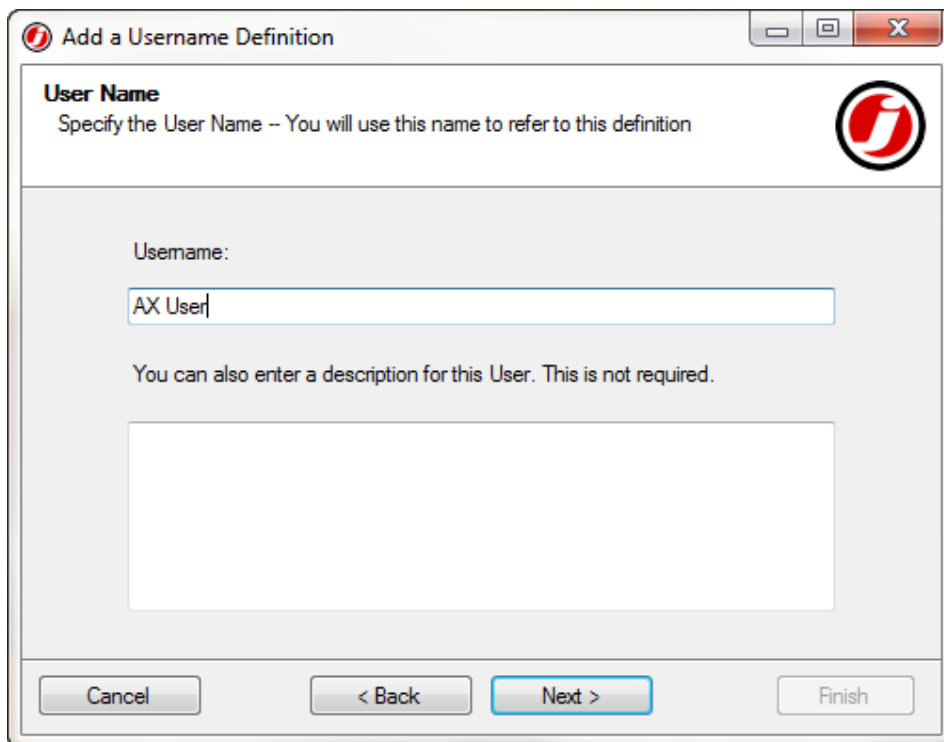 Add a Username Definition
User Name
Specify the User Name -- You will use this name to refer to this definition
Username:
AX User
You can also enter a description for this User. This is not required.
Cancel
< Back
Next >
Finish